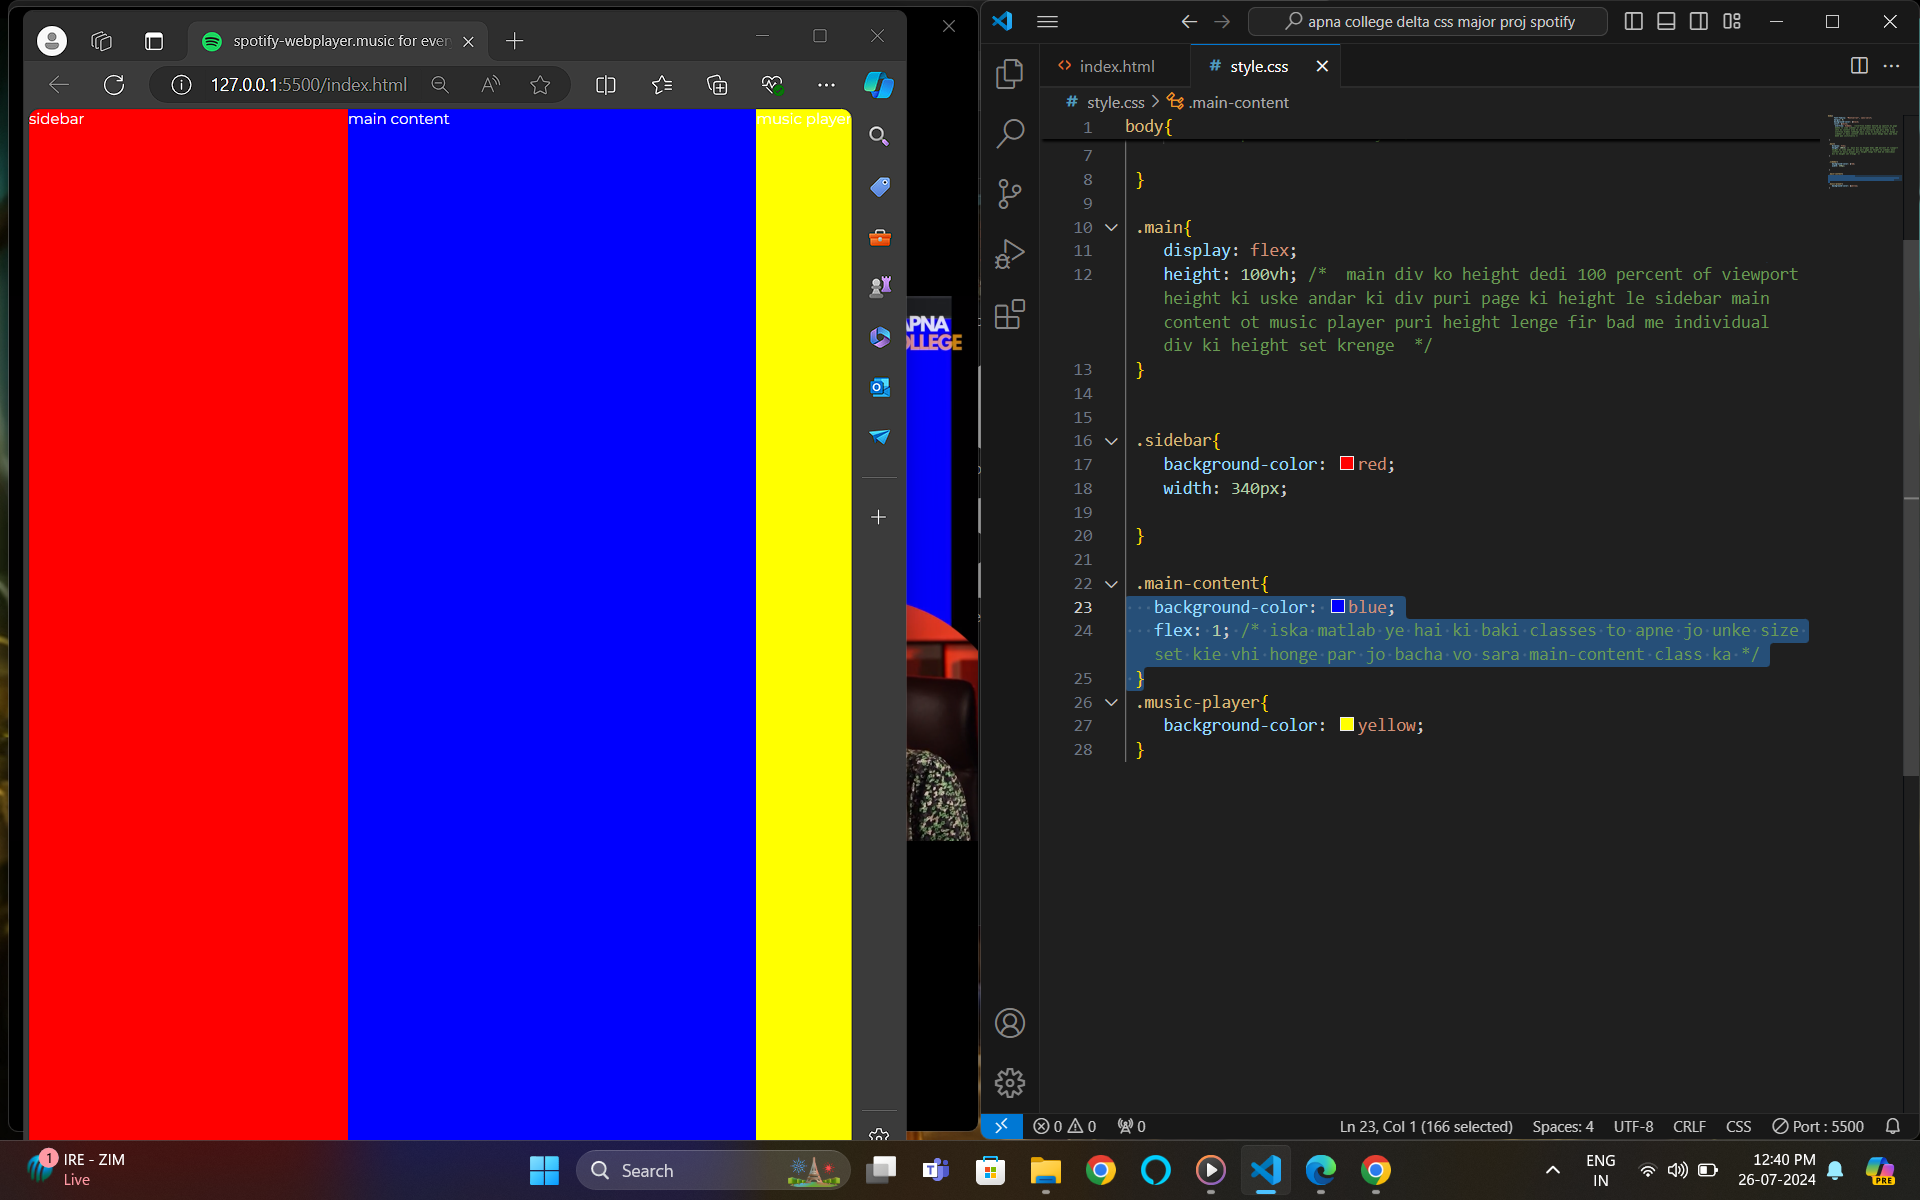 spotify-webplayer.music for ever
127.0.0.1:5500/index.html
sidebar
main content
music player
APNA
COLLEGE
apna college delta css major proj spotify
index.html
style.css
style.css > .main-content
1 body{
7
8 }
9
10 .main{
11 display: flex;
12 height: 100vh; /* main div ko height dedi 100 percent of viewport
height ki uske andar ki div puri page ki height le sidebar main
content ot music player puri height lenge fir bad me individual
div ki height set krenge */
13 }
14
15
16 .sidebar{
17 background-color: red;
18 width: 340px;
19
20 }
21
22 .main-content{
23 background-color: blue;
24 flex: 1; /* iska matlab ye hai ki baki classes to apne jo unke size
set kie vhi honge par jo bacha vo sara main-content class ka */
25 }
26 .music-player{
27 background-color: yellow;
28 }
0 0 0
Ln 23, Col 1 (166 selected) Spaces: 4 UTF-8 CRLF CSS Port : 5500
1
IRE - ZIM
Live
Search
ENG
IN
12:40 PM
26-07-2024
PRE